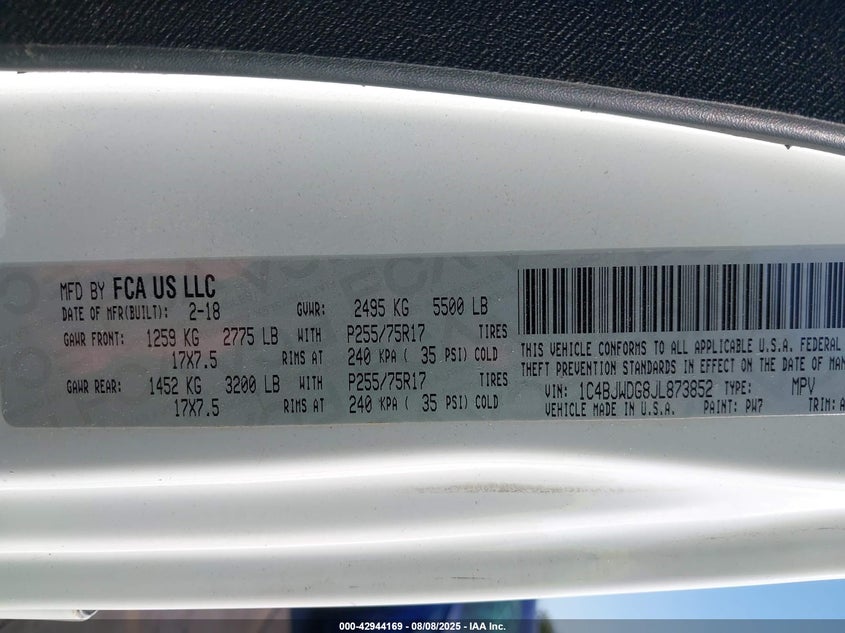 MFD BY FCA US LLC
DATE OF MFR(BUILT): 2-18 GVWR: 2495 KG 5500 LB
GAWR FRONT: 1259 KG 2775 LB WITH P255/75R17 TIRES
17X7.5 RIMS AT 240 KPA ( 35 PSI) COLD
GAWR REAR: 1452 KG 3200 LB WITH P255/75R17 TIRES
17X7.5 RIMS AT 240 KPA ( 35 PSI) COLD
THIS VEHICLE CONFORMS TO ALL APPLICABLE U.S.A. FEDERAL
THEFT PREVENTION STANDARDS IN EFFECT ON THE DATE OF MAN
VIN: 1C4BJWDG8JL873852 TYPE: MPV
VEHICLE MADE IN U.S.A. PAINT: PW7 TRIM: A
000-42944169 - 08/08/2025 - IAA Inc.